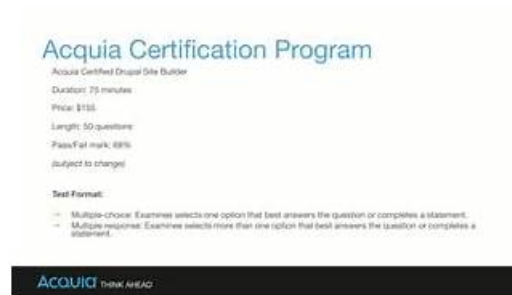 Acquia Certification Program
Acquia Certified Drupal Site Builder
Duration: 75 minutes
Price: $155
Length: 50 questions
Pass/Fail mark: 68%
(subject to change)
Test Format:
→ Multiple-choice: Examinee selects one option that best answers the question or completes a statement.
→ Multiple-response: Examinee selects more than one option that best answers the question or completes a
statement.
ACQUIA THINK AHEAD